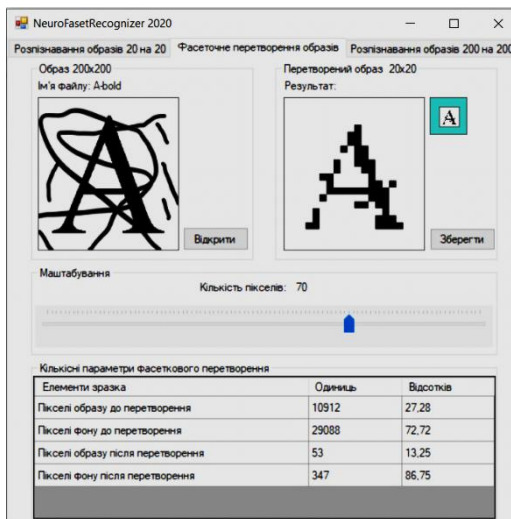 NeuroFasetRecognizer 2020
Розпізнавання образів 20 на 20 Фасеточне перетворення образів Розпізнавання образів 200 на 200
Образ 200x200
Ім'я файлу: A-bold
Відкрити
Перетворений образ 20x20
Результат:
A
Зберегти
Маштабування
Кількість пікселів: 70
Кількісні параметри фасеткового перетворення
Елементи зразка Одиниць Відсотків
Пікселі образу до перетворення 10912 27,28
Пікселі фону до перетворення 29088 72,72
Пікселі образу після перетворення 53 13,25
Пікселі фону після перетворення 347 86,75